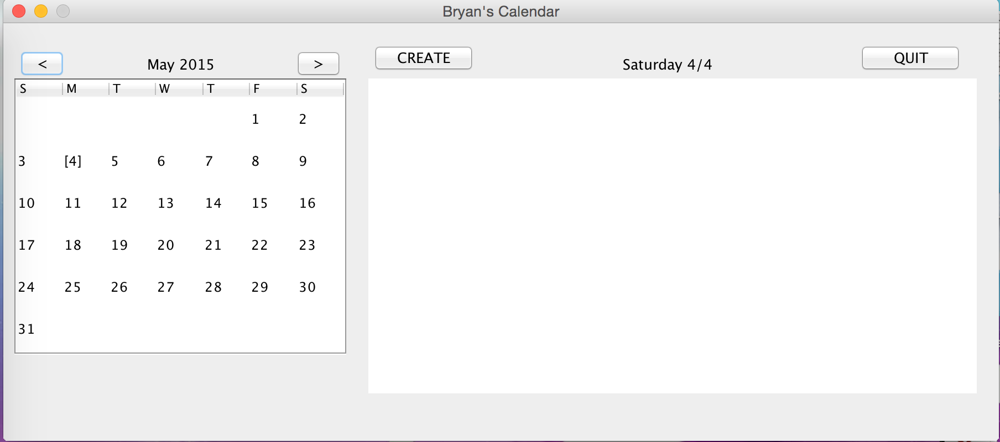 Bryan's Calendar
< May 2015 >
CREATE Saturday 4/4 QUIT
S M T W T F S
1 2
3 [4] 5 6 7 8 9
10 11 12 13 14 15 16
17 18 19 20 21 22 23
24 25 26 27 28 29 30
31